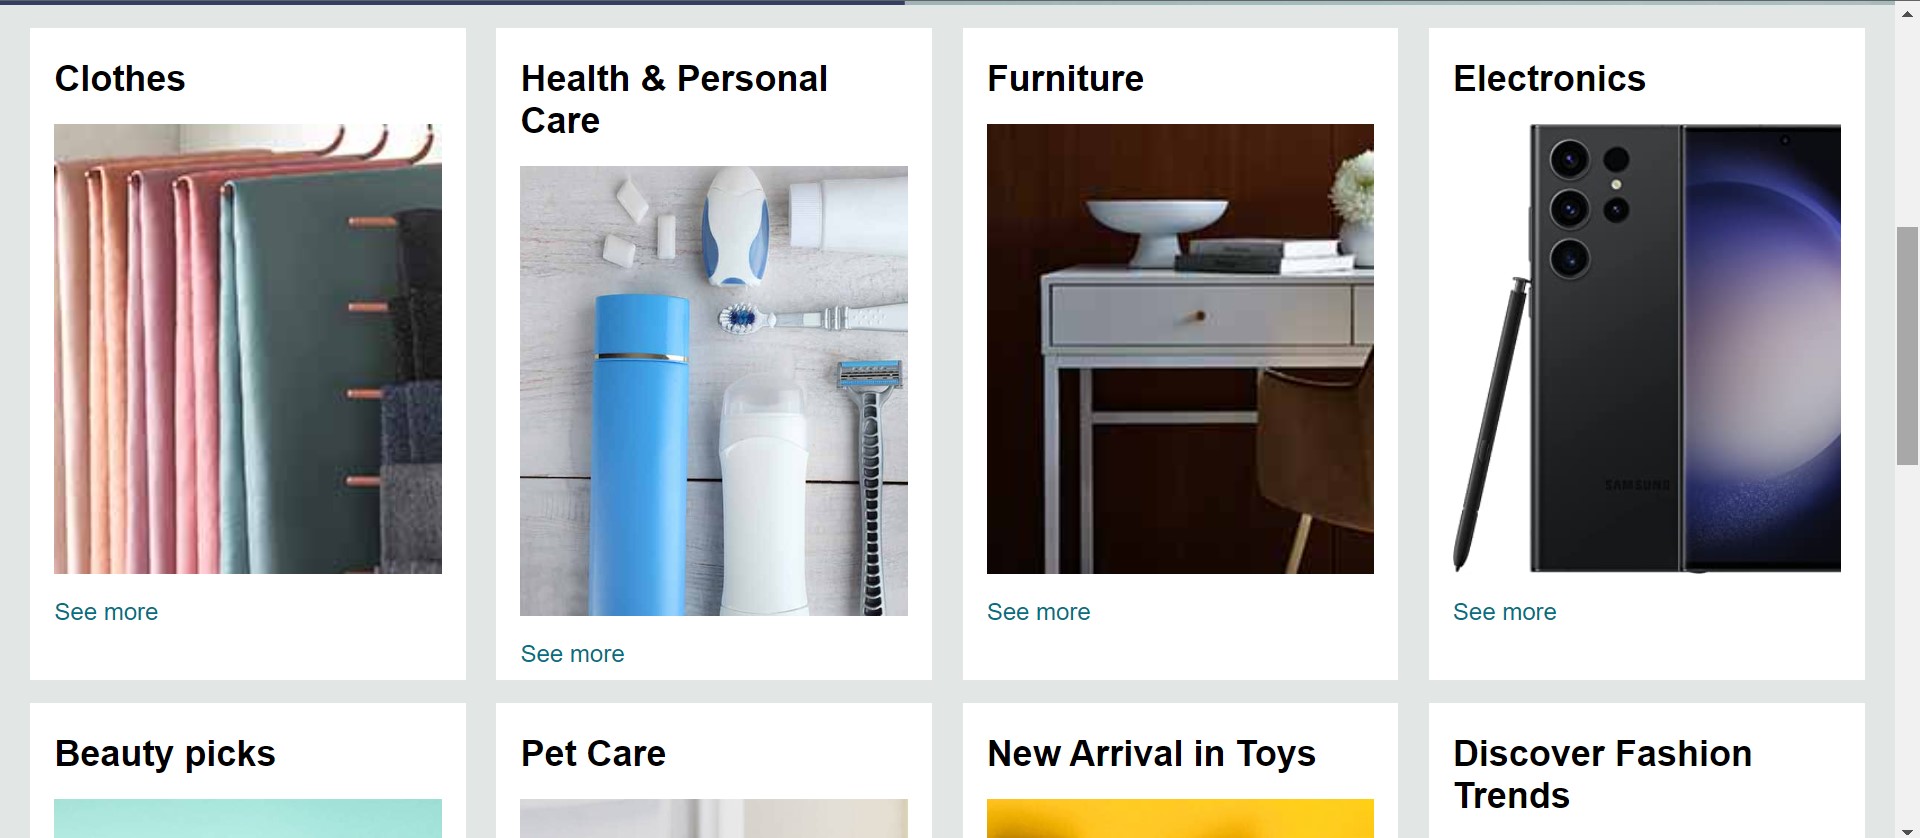 Clothes
Health & Personal
Care
Furniture
Electronics
SAMSUNG
See more
See more
See more
See more
Beauty picks
Pet Care
New Arrival in Toys
Discover Fashion
Trends